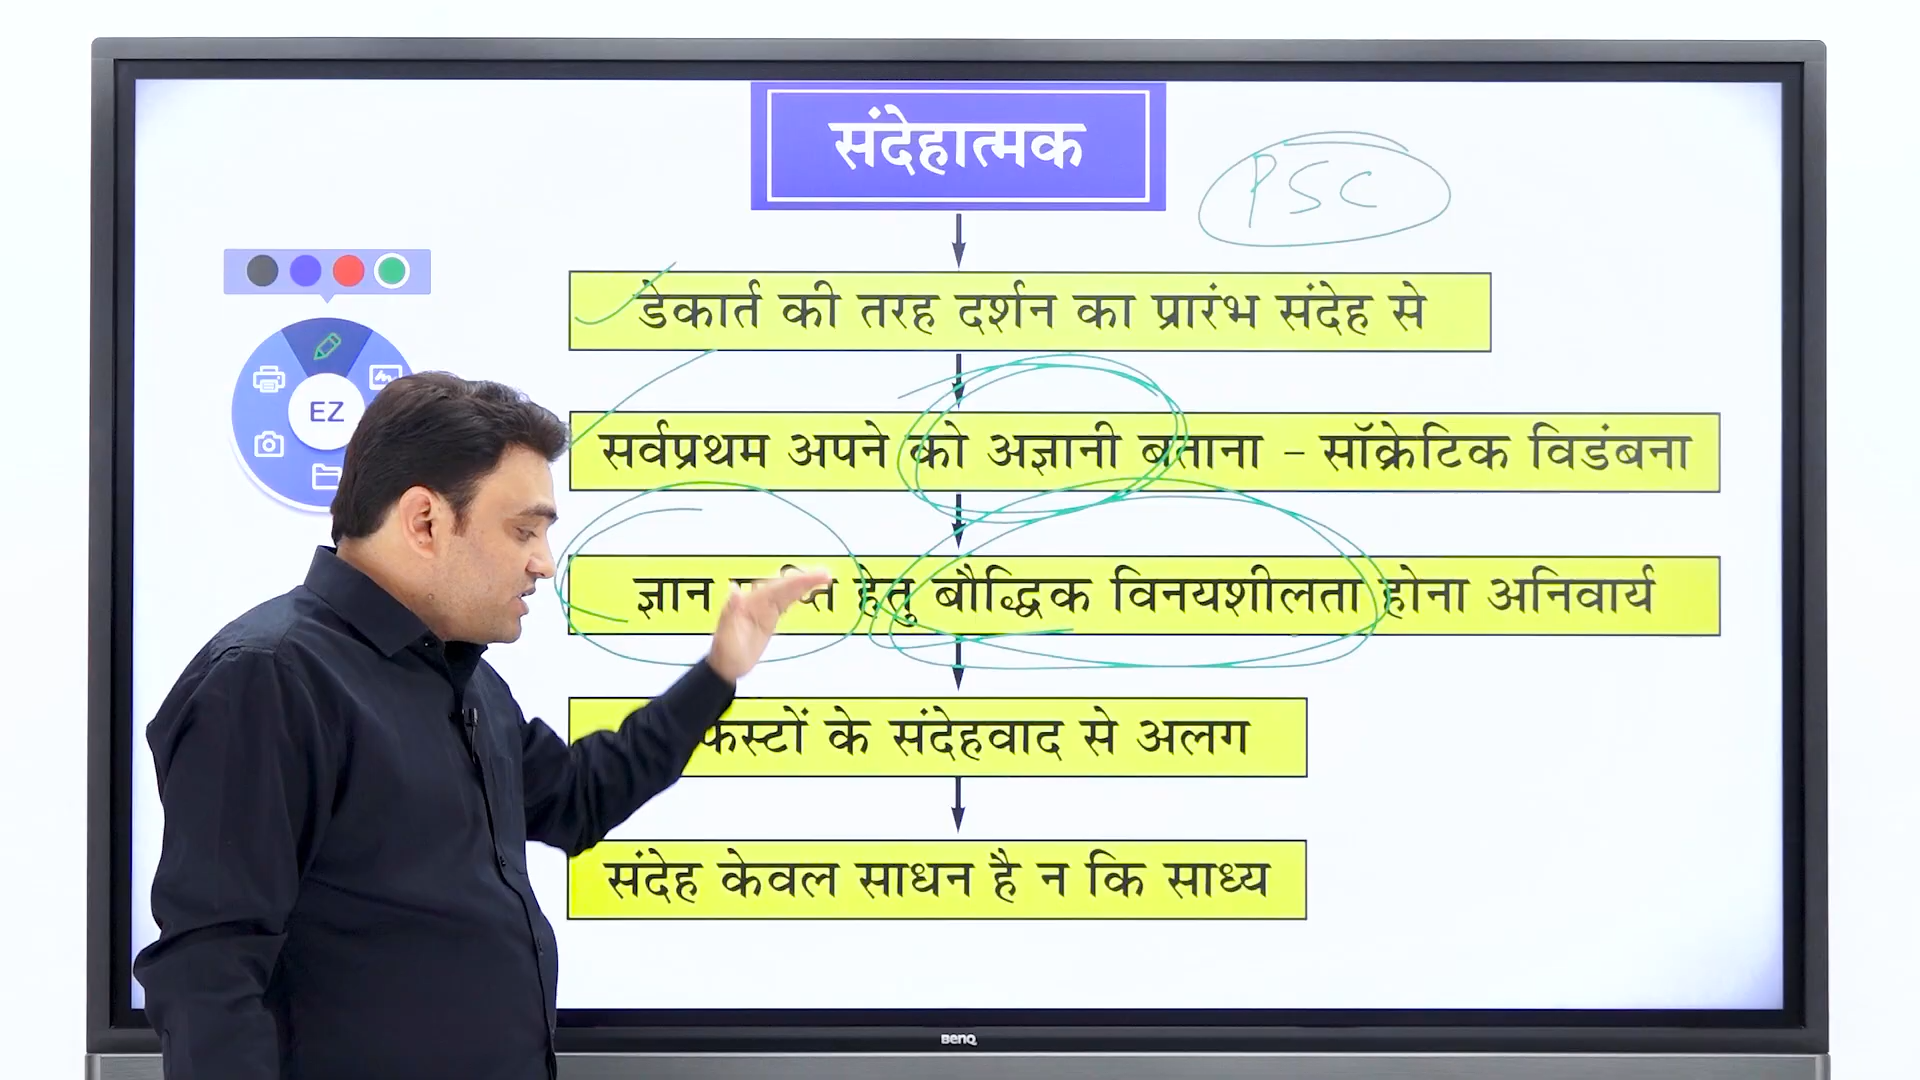 संदेहात्मक
PSC
डेकार्त की तरह दर्शन का प्रारंभ संदेह से
EZ
सर्वप्रथम अपने को अज्ञानी बताना – सॉक्रेटिक विडंबना
ज्ञान हेतु बौद्धिक विनयशीलता होना अनिवार्य
के संदेहवाद से अलग
संदेह केवल साधन है न कि साध्य
BenQ